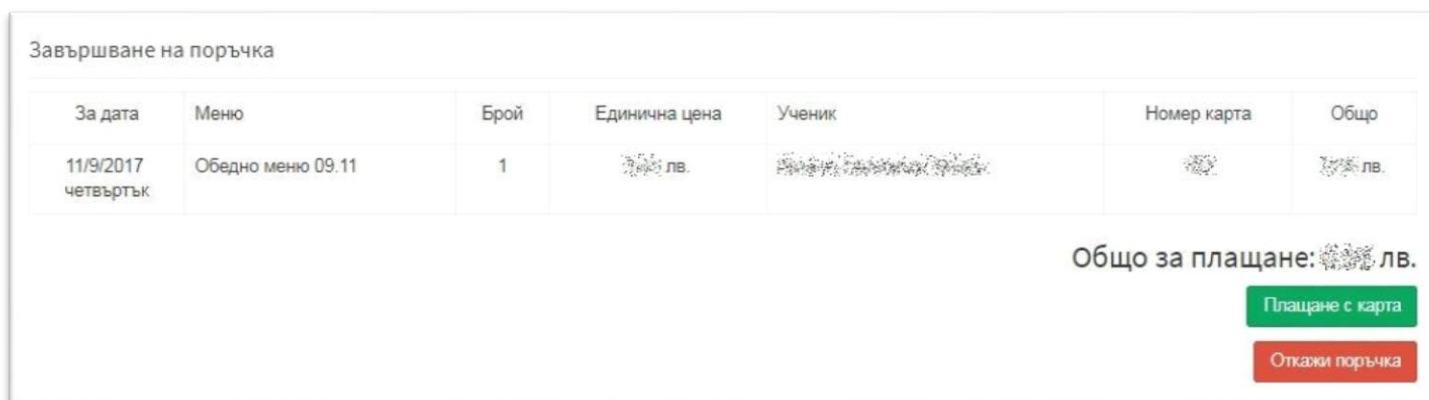 Завършване на поръчка
За дата Меню Брой Единична цена Ученик Номер карта Общо
11/9/2017 Обедно меню 09.11 1 лв. лв.
четвъртък
Общо за плащане: лв.
Плащане с карта
Откажи поръчка